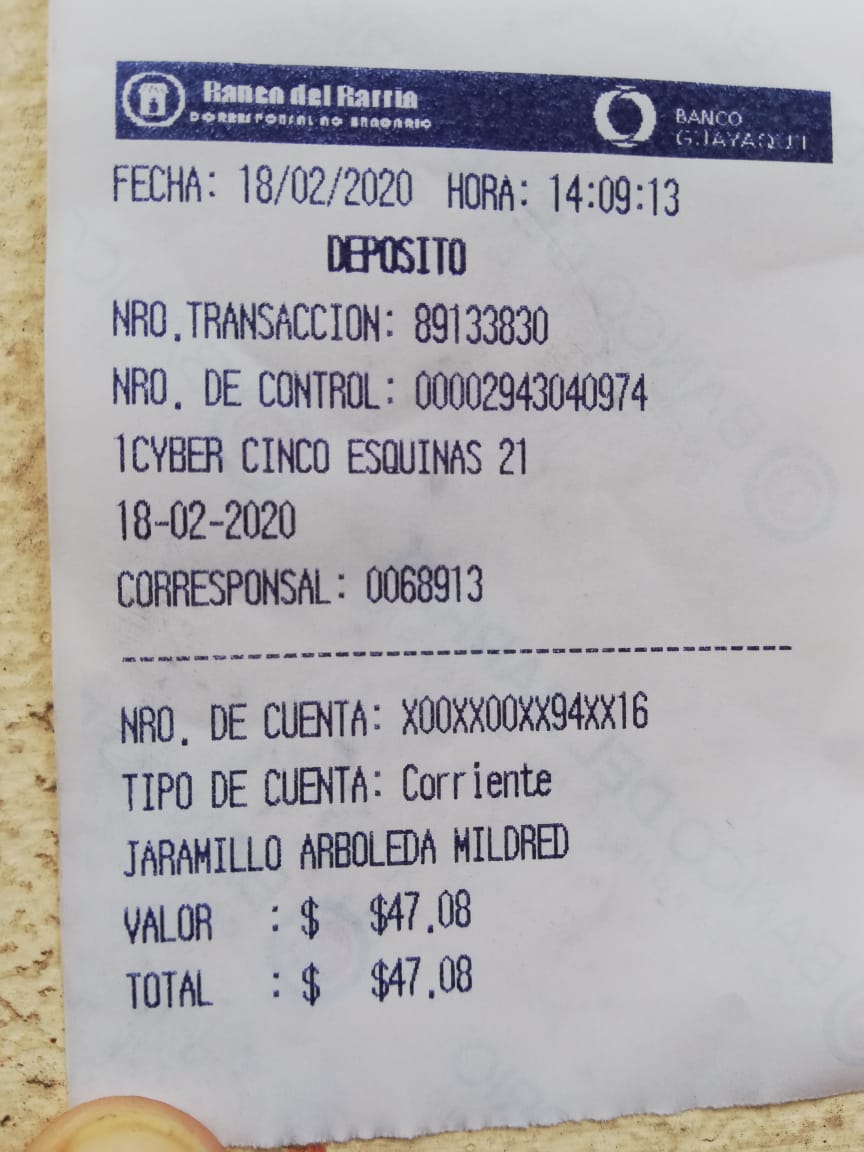 Banco del Barrio
CORRESPONSAL NO BANCARIO
BANCO
GUAYAQUIL
FECHA: 18/02/2020 HORA: 14:09:13
DEPOSITO
NRO.TRANSACCION: 89133830
NRO. DE CONTROL: 00002943040974
1CYBER CINCO ESQUINAS 21
18-02-2020
CORRESPONSAL: 0068913
NRO. DE CUENTA: X00XX00XX94XX16
TIPO DE CUENTA: Corriente
JARAMILLO ARBOLEDA MILDRED
VALOR : $ $47.08
TOTAL : $ $47.08